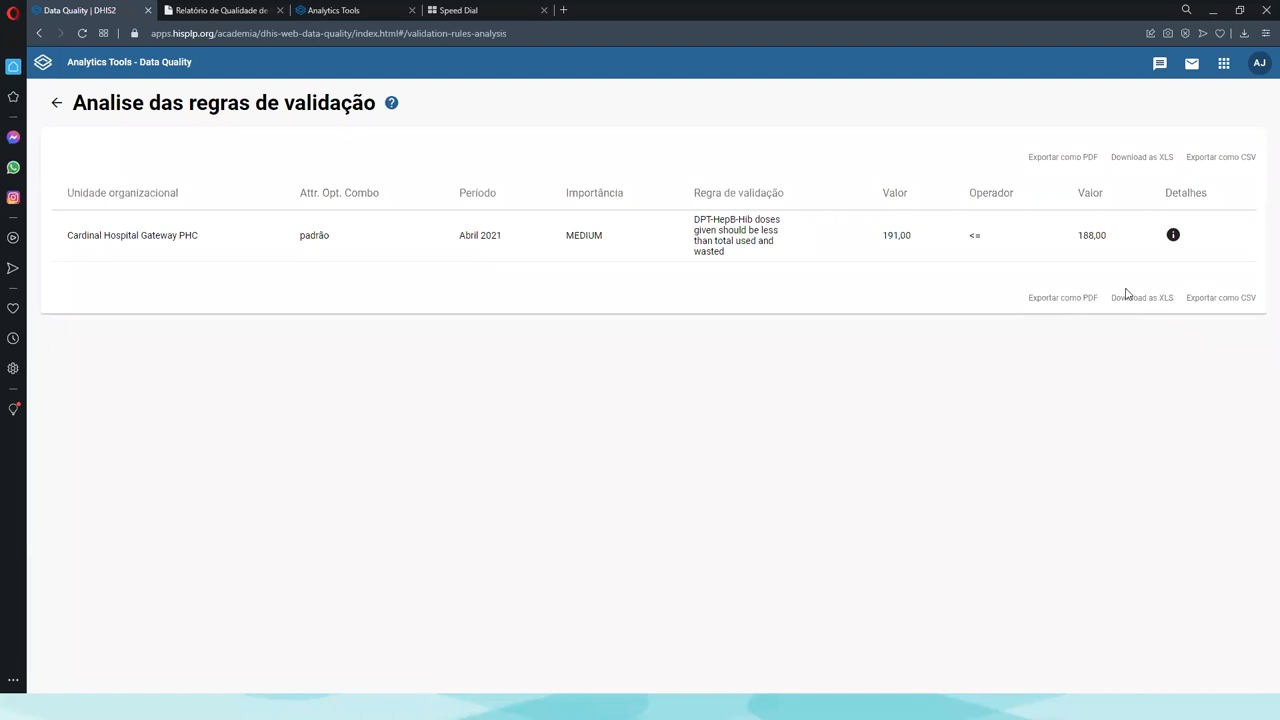 Data Quality | DHIS2
Relatório de Qualidade de
Analytics Tools
Speed Dial
apps.hisplp.org/academia/dhis-web-data-quality/index.html#/validation-rules-analysis
Analytics Tools - Data Quality
AJ
Analise das regras de validação
Exportar como PDF Download as XLS Exportar como CSV
Unidade organizacional Attr. Opt. Combo Período Importância Regra de validação Valor Operador Valor Detalhes
DPT-HepB-Hib doses
given should be less
than total used and
wasted
Cardinal Hospital Gateway PHC padrão Abril 2021 MEDIUM 191,00 <= 188,00
Exportar como PDF Download as XLS Exportar como CSV